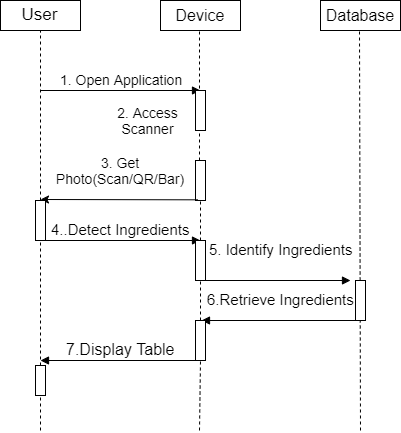 User
Device
Database
1. Open Application
2. Access
Scanner
3. Get
Photo(Scan/QR/Bar)
4..Detect Ingredients
5. Identify Ingredients
6.Retrieve Ingredients
7.Display Table